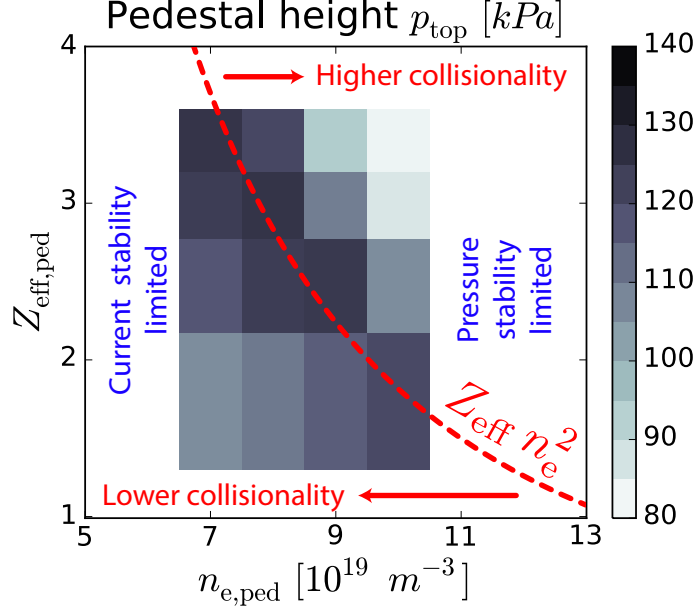 Pedestal height p_top [kPa]
4
3
2
1
Z_eff,ped
Higher collisionality
Current stability
limited
Pressure
stability
limited
Z_eff n_e^2
Lower collisionality
5
7
9
11
13
n_e,ped [10^19 m^−3]
140
130
120
110
100
90
80